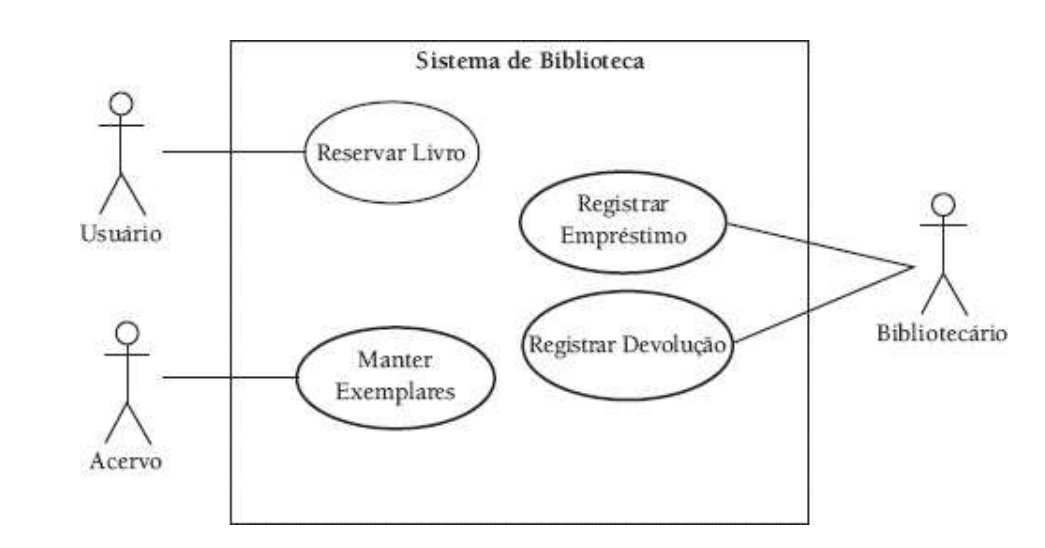 Sistema de Biblioteca
Reservar Livro
Usuário
Registrar
Empréstimo
Registrar Devolução
Bibliotecário
Manter
Exemplares
Acervo